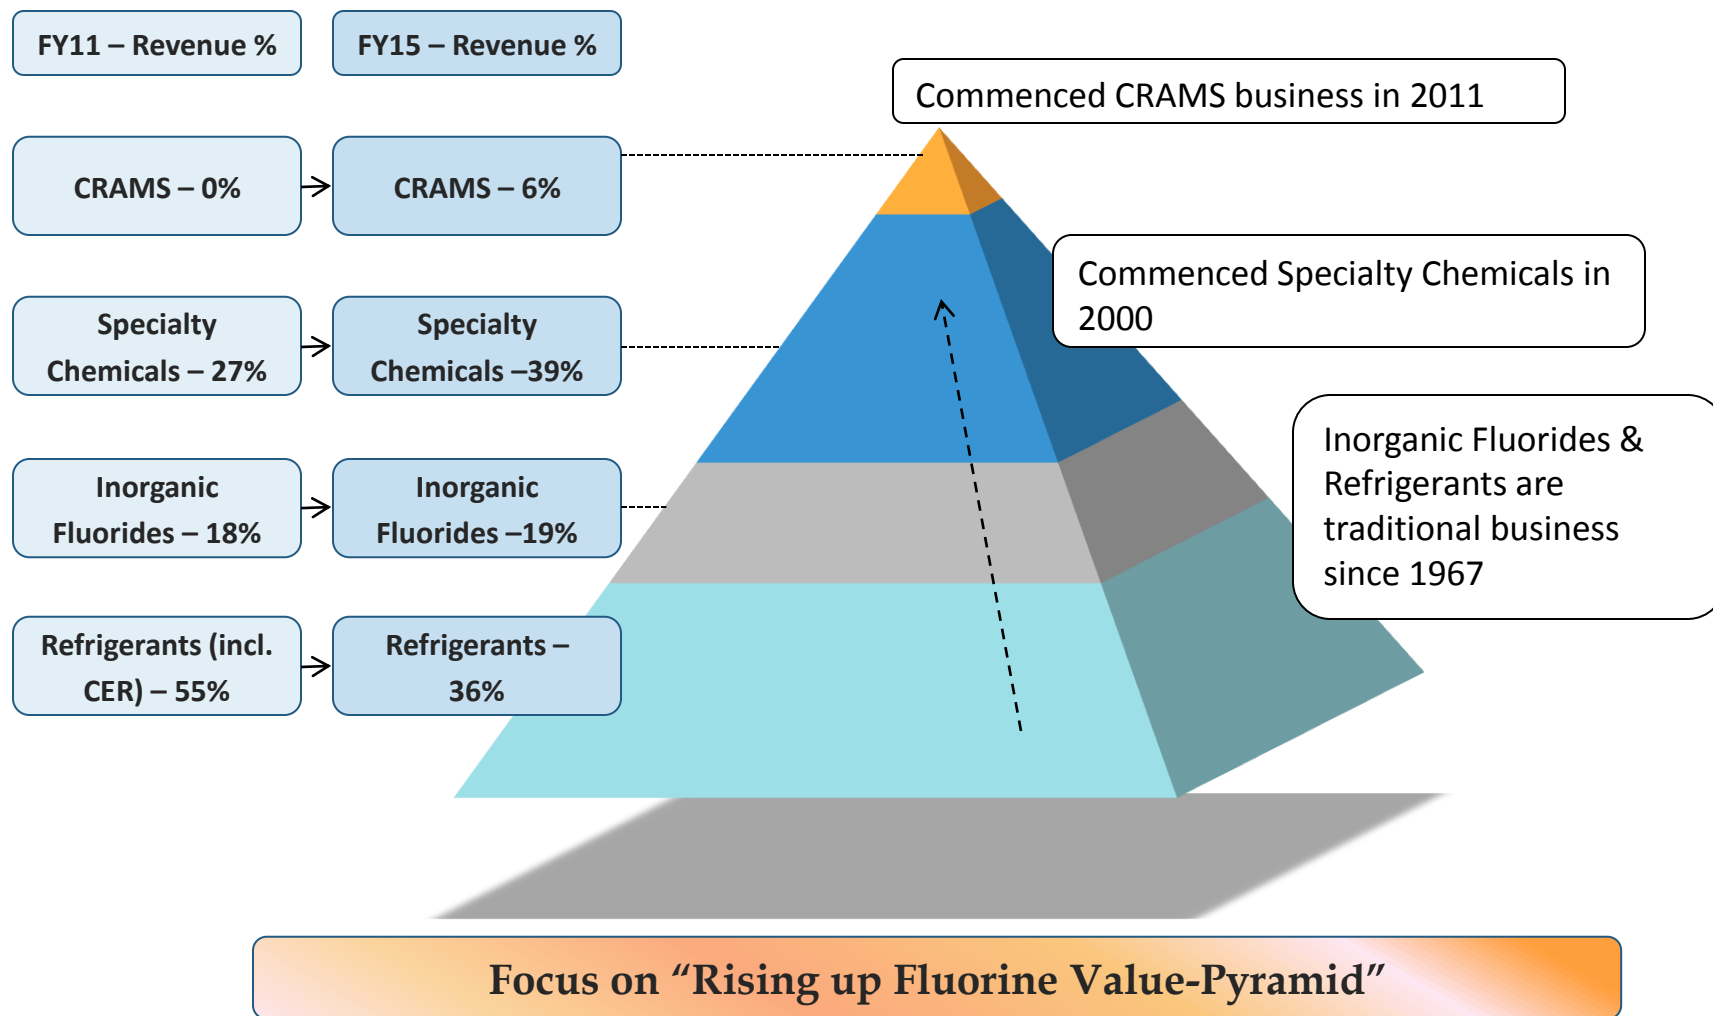 FY11 – Revenue %
FY15 – Revenue %
Commenced CRAMS business in 2011
CRAMS – 0%
CRAMS – 6%
Commenced Specialty Chemicals in
2000
Specialty
Chemicals – 27%
Specialty
Chemicals –39%
Inorganic Fluorides &
Refrigerants are
traditional business
since 1967
Inorganic
Fluorides – 18%
Inorganic
Fluorides –19%
Refrigerants (incl.
CER) – 55%
Refrigerants –
36%
Focus on “Rising up Fluorine Value-Pyramid”